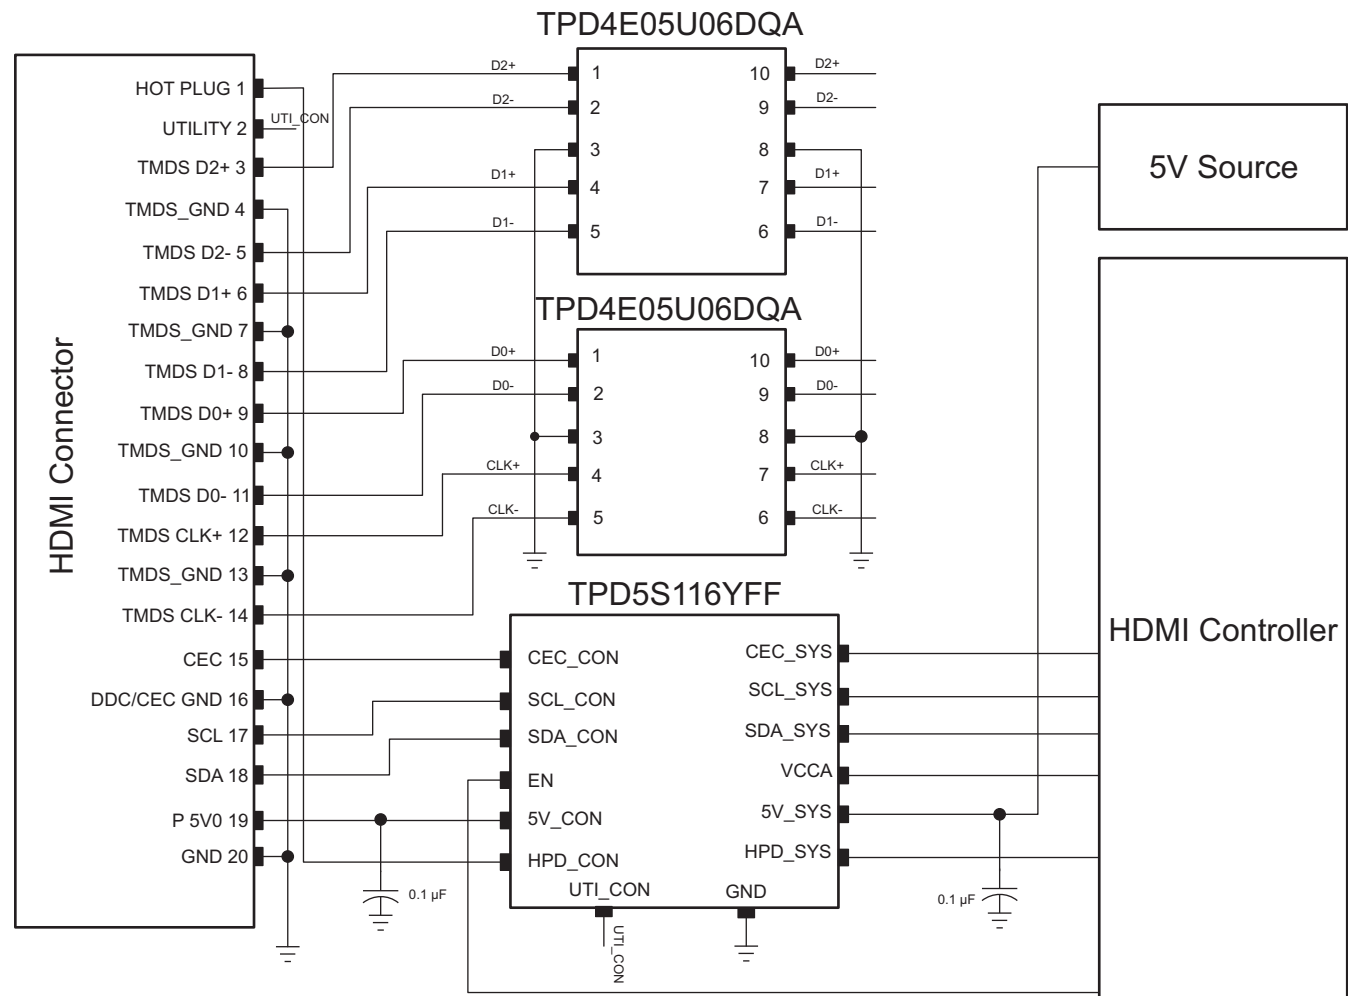 TPD4E05U06DQA
HOT PLUG 1
UTILITY 2
TMDS D2+ 3
TMDS_GND 4
TMDS D2- 5
TMDS D1+ 6
TMDS_GND 7
TMDS D1- 8
TMDS D0+ 9
TMDS_GND 10
TMDS D0- 11
TMDS CLK+ 12
TMDS_GND 13
TMDS CLK- 14
CEC 15
DDC/CEC GND 16
SCL 17
SDA 18
P 5V0 19
GND 20
HDMI Connector
UTI_CON
D2+ 1 10 D2+
D2- 2 9 D2-
3 8
D1+ 4 7 D1+
D1- 5 6 D1-
TPD4E05U06DQA
D0+ 1 10 D0+
D0- 2 9 D0-
3 8
CLK+ 4 7 CLK+
CLK- 5 6 CLK-
TPD5S116YFF
CEC_CON CEC_SYS
SCL_CON SCL_SYS
SDA_CON SDA_SYS
EN VCCA
5V_CON 5V_SYS
HPD_CON HPD_SYS
UTI_CON GND
UTI_CON
0.1 µF
0.1 µF
5V Source
HDMI Controller